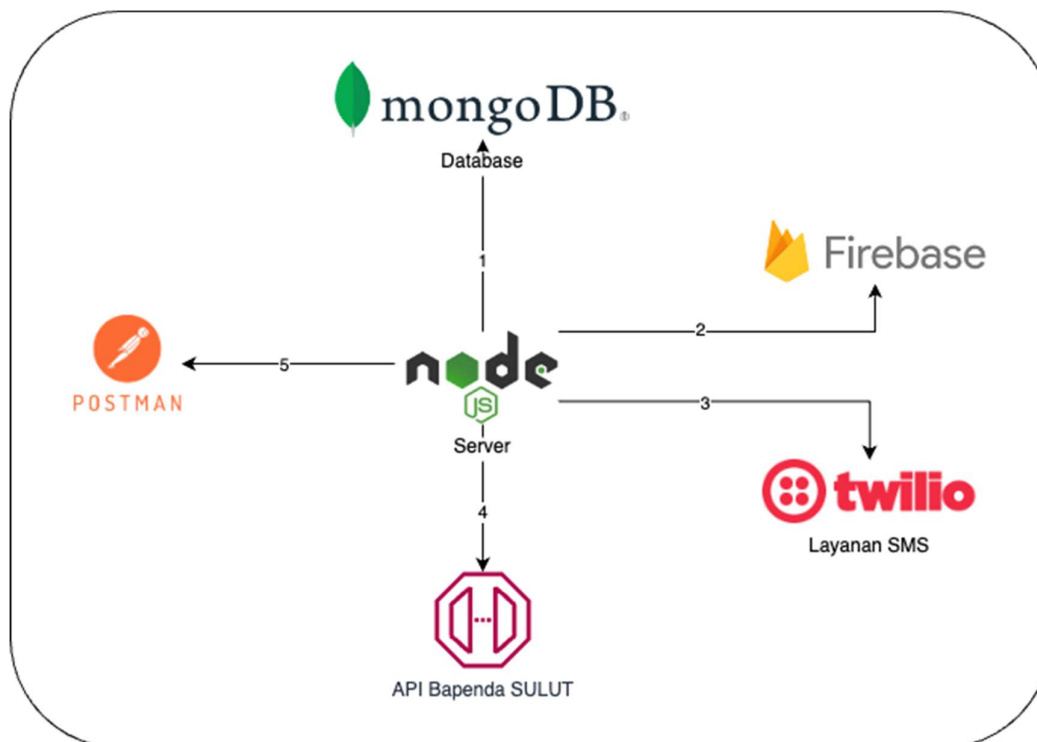 mongoDB®
Database
1
Firebase
2
POSTMAN
5
node
JS
3
Server
twilio
4
Layanan SMS
API Bapenda SULUT